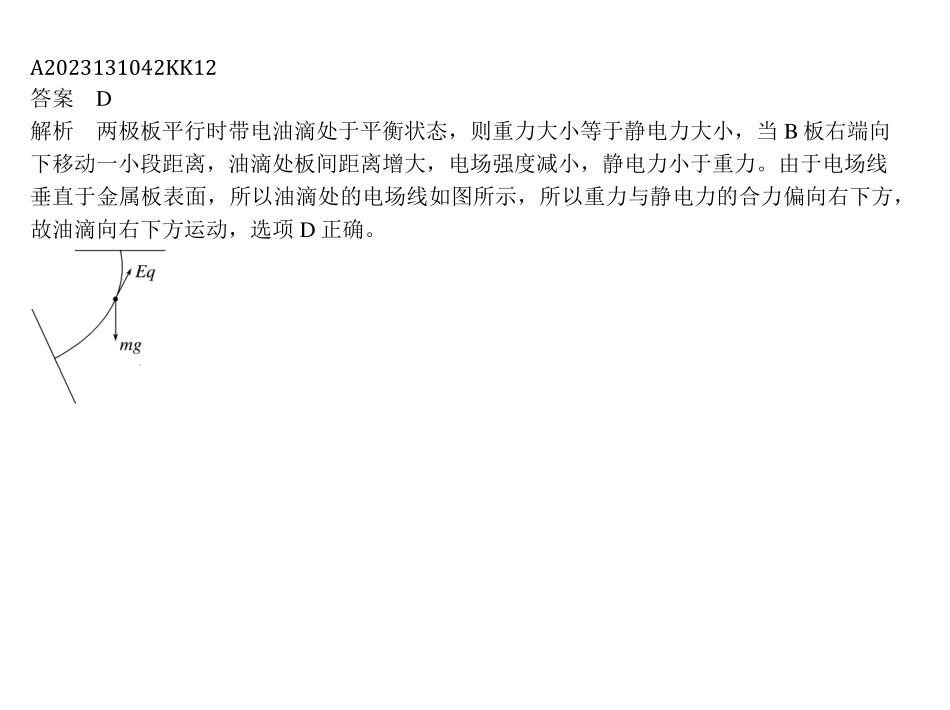 A2023131042KK12
答案 D
解析 两极板平行时带电油滴处于平衡状态，则重力大小等于静电力大小，当 B 板右端向
下移动一小段距离，油滴处板间距离增大，电场强度减小，静电力小于重力。由于电场线
垂直于金属板表面，所以油滴处的电场线如图所示，所以重力与静电力的合力偏向右下方，
故油滴向右下方运动，选项 D 正确。
Eq
mg